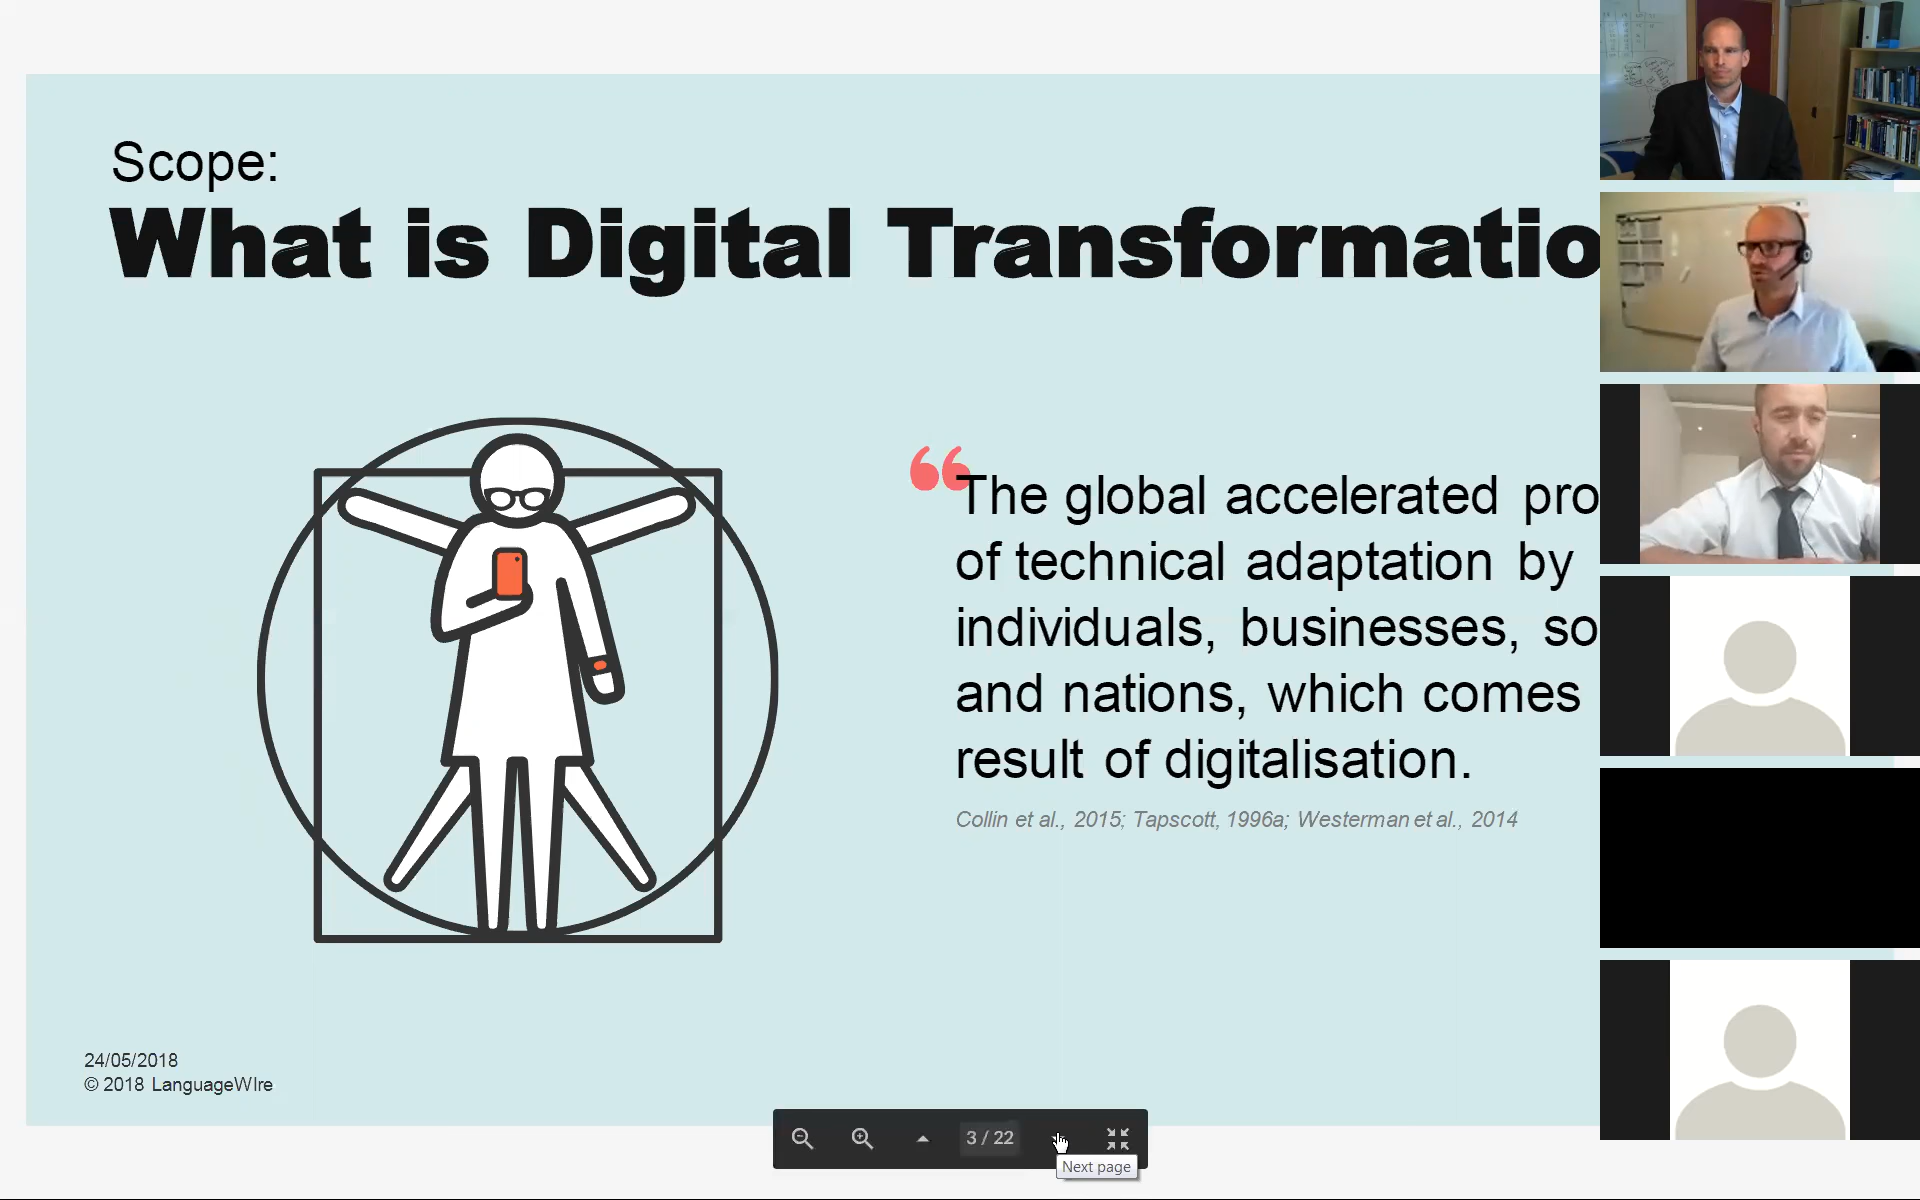 Scope:
What is Digital Transformatio
The global accelerated pro
of technical adaptation by
individuals, businesses, so
and nations, which comes
result of digitalisation.
Collin et al., 2015; Tapscott, 1996a; Westerman et al., 2014
24/05/2018
© 2018 LanguageWIre
3 / 22
Next page